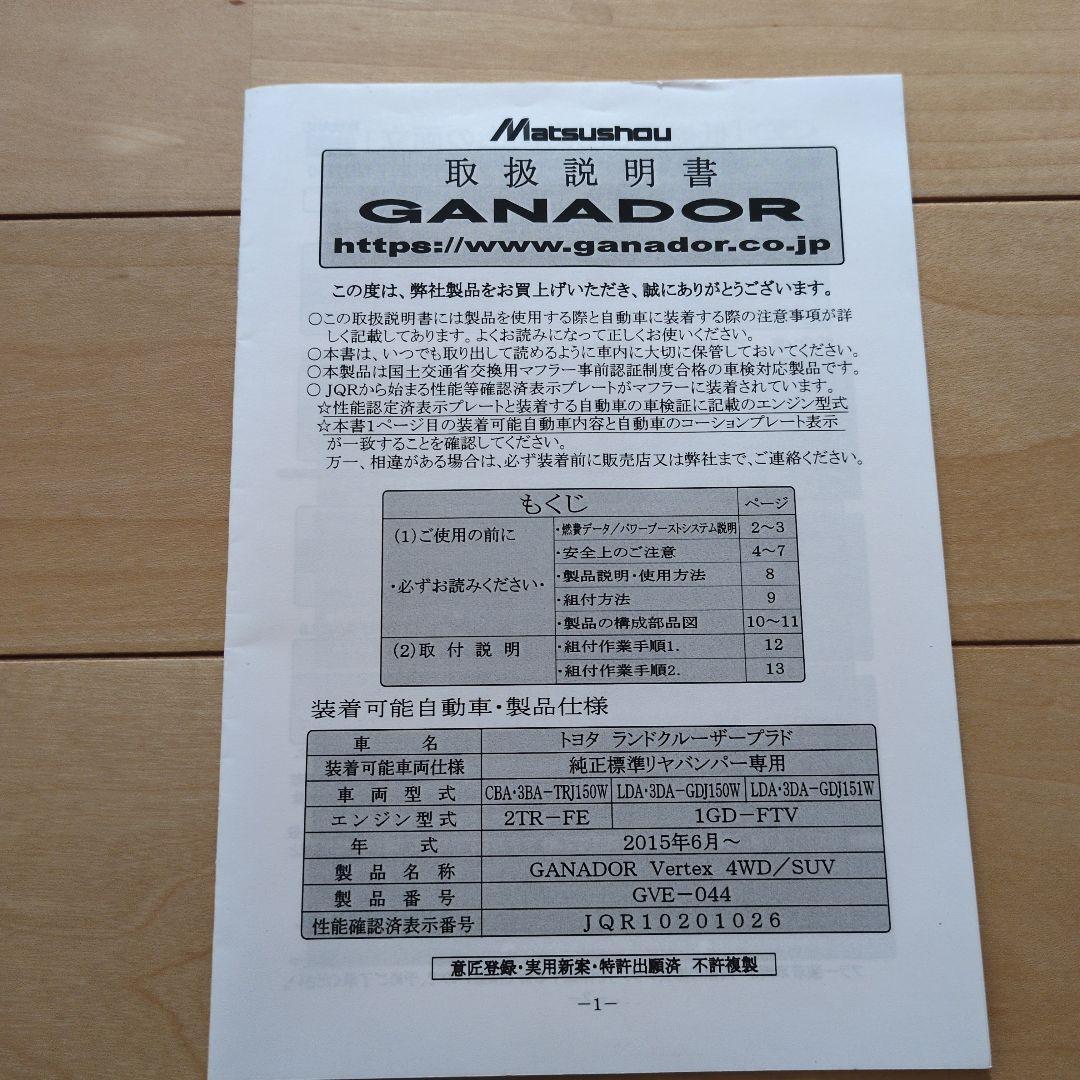 Matsushou
取扱説明書
GANADOR
https://www.ganador.co.jp
この度は、弊社製品をお買上げいただき、誠にありがとうございます。
○この取扱説明書には製品を使用する際と自動車に装着する際の注意事項が詳
しく記載してあります。よくお読みになって正しくお使いください。
○本書は、いつでも取り出して読めるように車内に大切に保管しておいてください。
○本製品は国土交通省交換用マフラー事前認証制度合格の車検対応製品です。
○ JQRから始まる性能等確認済表示プレートがマフラーに装着されています。
☆性能認定済表示プレートと装着する自動車の車検証に記載のエンジン型式
☆本書1ページ目の装着可能自動車内容と自動車のコーションプレート表示
が一致することを確認してください。
万一、相違がある場合は、必ず装着前に販売店又は弊社まで、ご連絡ください。
もくじ ページ
(1)ご使用の前に ・燃費データ/パワーブーストシステム説明 2～3
・安全上のご注意 4～7
・必ずお読みください・ ・製品説明・使用方法 8
・組付方法 9
・製品の構成部品図 10～11
(2)取付説明 ・組付作業手順1. 12
・組付作業手順2. 13
装着可能自動車・製品仕様
車名 トヨタ ランドクルーザープラド
装着可能車両仕様 純正標準リヤバンパー専用
車両型式 CBA・3BA-TRJ150W LDA・3DA-GDJ150W LDA・3DA-GDJ151W
エンジン型式 2TR-FE 1GD-FTV
年式 2015年6月～
製品名称 GANADOR Vertex 4WD/SUV
製品番号 GVE-044
性能確認済表示番号 JQR10201026
意匠登録・実用新案・特許出願済 不許複製
-1-